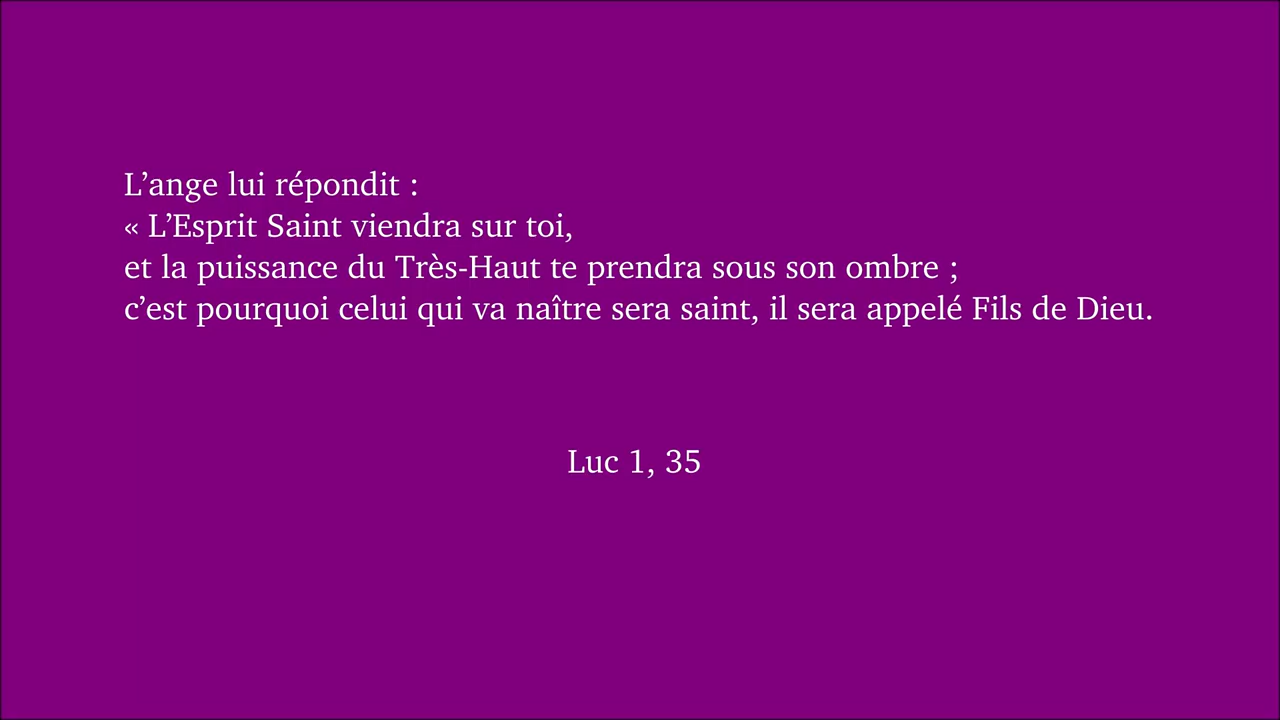 L’ange lui répondit :
« L’Esprit Saint viendra sur toi,
et la puissance du Très-Haut te prendra sous son ombre ;
c’est pourquoi celui qui va naître sera saint, il sera appelé Fils de Dieu.
Luc 1, 35